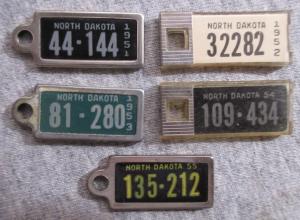 NORTH DAKOTA 1951
44·144
NORTH DAKOTA 1952
32282
NORTH DAKOTA 1953
81·280
NORTH DAKOTA 54
109·434
NORTH DAKOTA 55
135-212